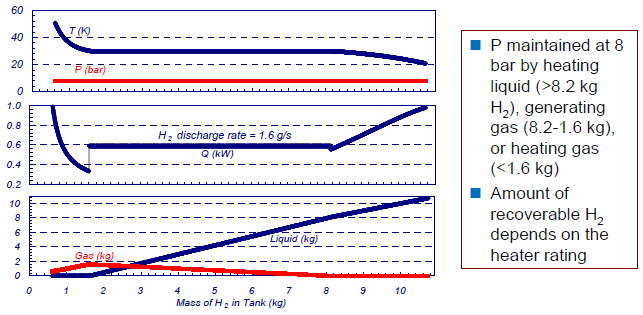 60
40
20
0
T (K)
P (bar)
1.0
0.8
0.6
0.4
0.2
H2 discharge rate = 1.6 g/s
Q (kW)
10
8
6
4
2
0
Gas (kg)
Liquid (kg)
0 1 2 3 4 5 6 7 8 9 10
Mass of H2 in Tank (kg)
■ P maintained at 8
bar by heating
liquid (>8.2 kg
H2), generating
gas (8.2-1.6 kg),
or heating gas
(<1.6 kg)
■ Amount of
recoverable H2
depends on the
heater rating